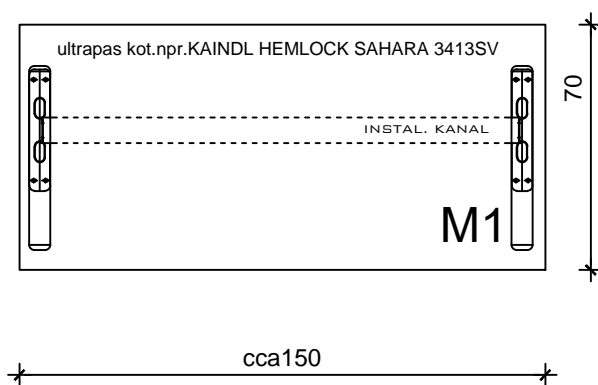 ultrapas kot.npr.KAINDL HEMLOCK SAHARA 3413SV
INSTAL. KANAL
M1
70
cca150